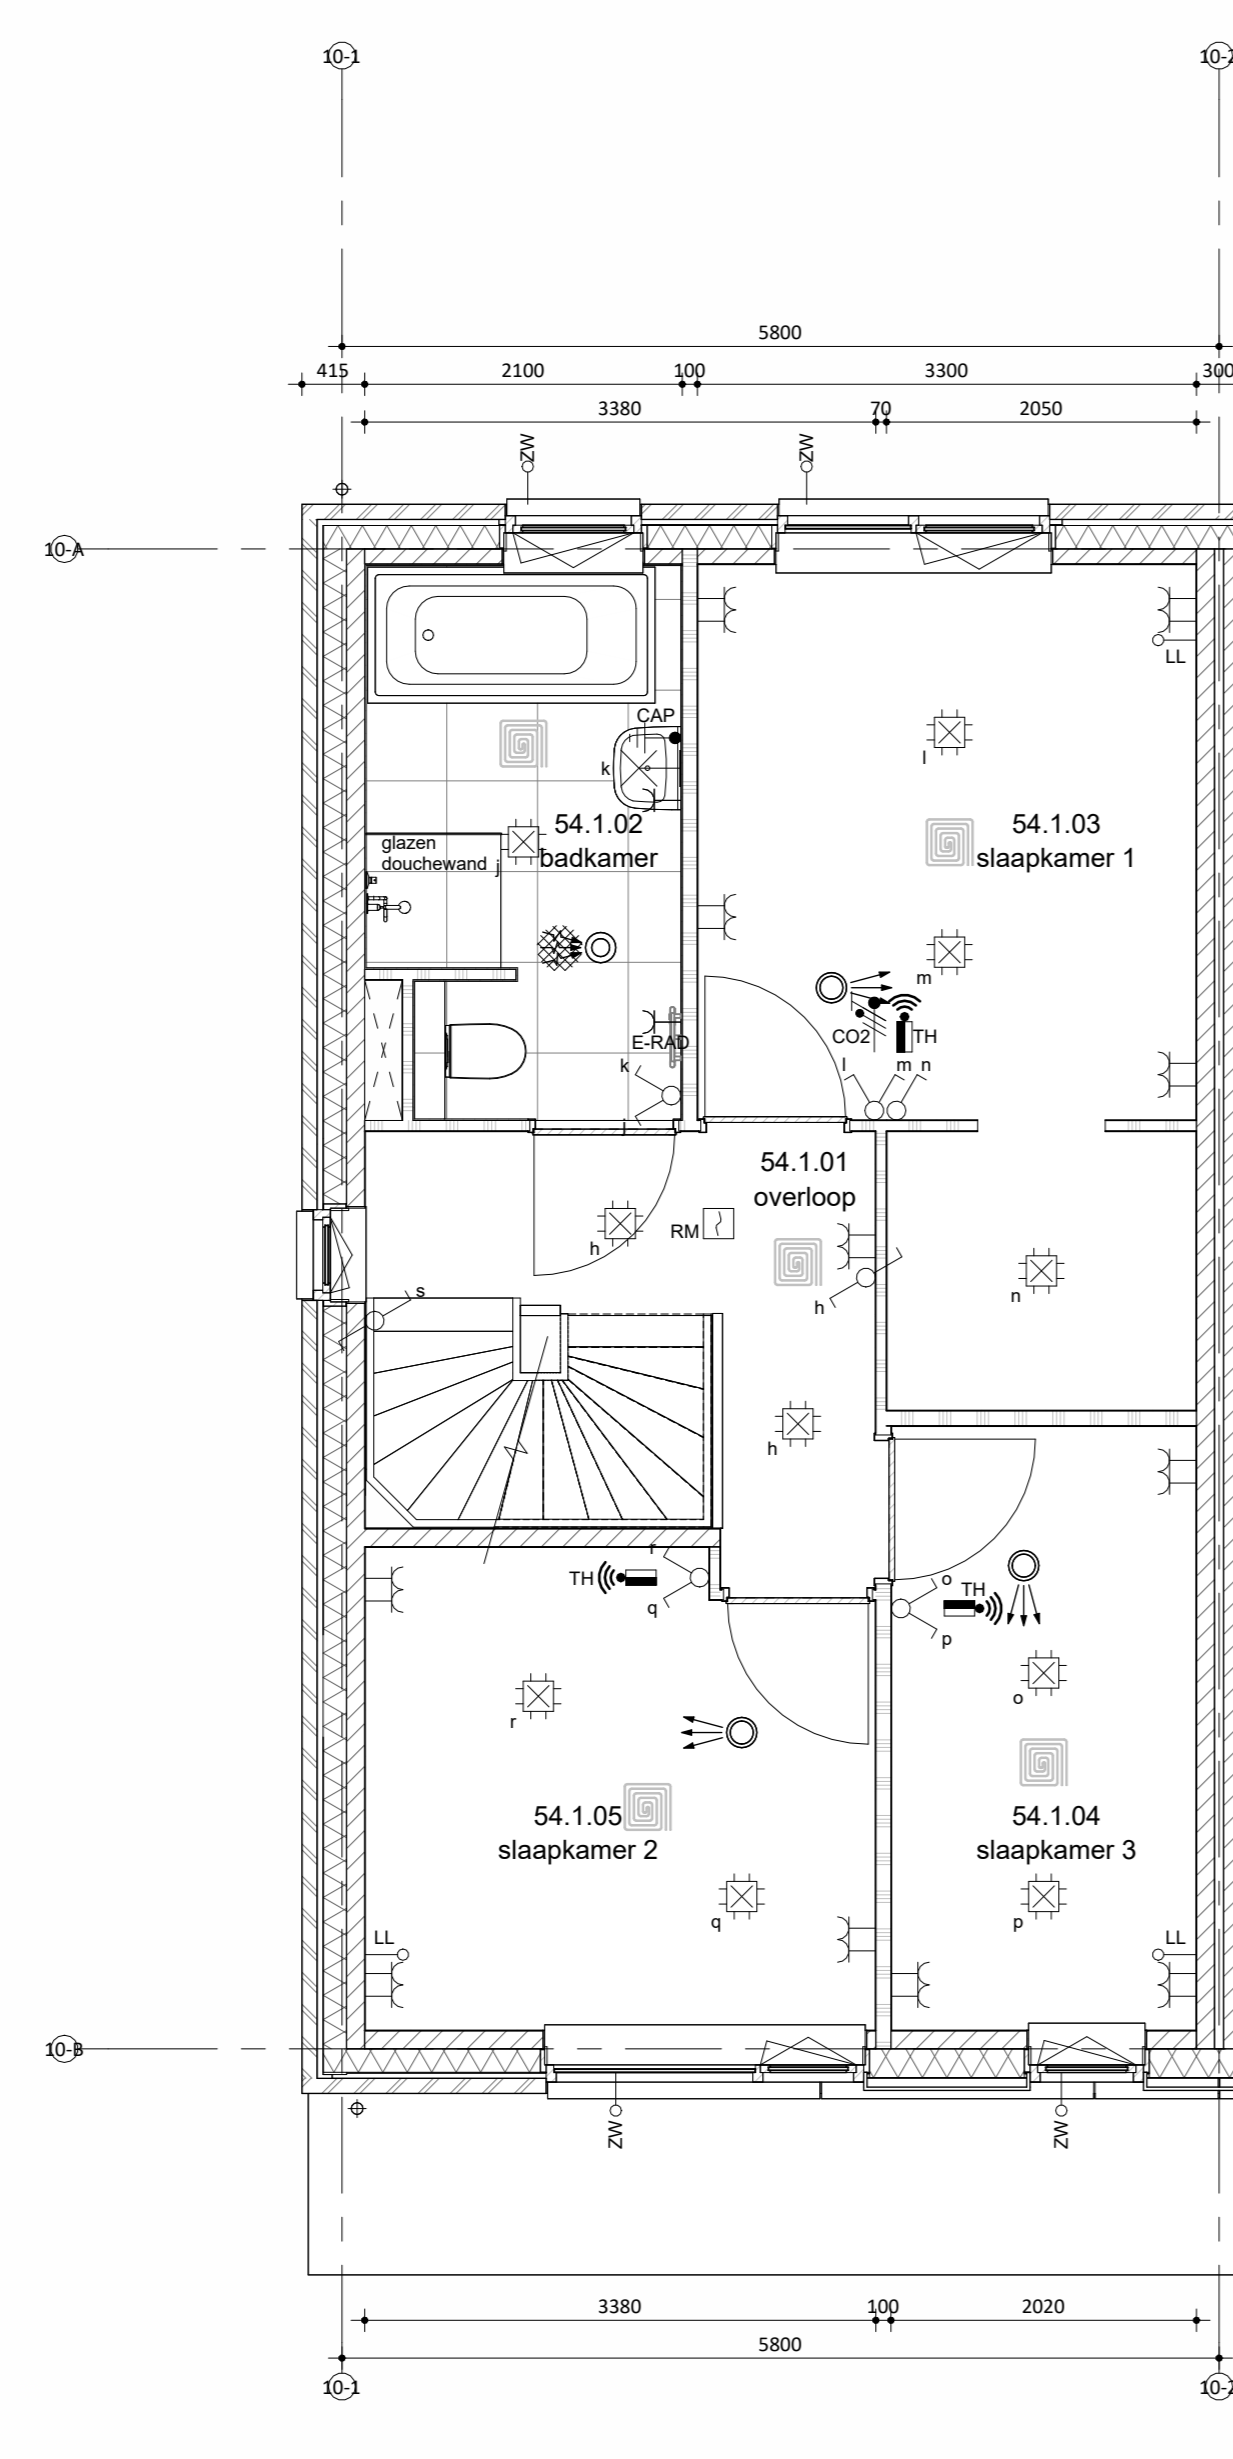 10-1
10-2
5800
415 2100 100 3300 300
3380 70 2050
ZW ZW
10-A
LL
CAP
k
l
54.1.02 54.1.03
badkamer slaapkamer 1
glazen
douchewand j
m
CO2 TH
E-RAD
k l m n
j
54.1.01
overloop
RM
h
n
s h
h
r
TH q
o
TH
p
r o
54.1.05 54.1.04
slaapkamer 2 slaapkamer 3
q p
LL LL
10-B
ZW ZW
3380 100 2020
5800
10-1 10-2